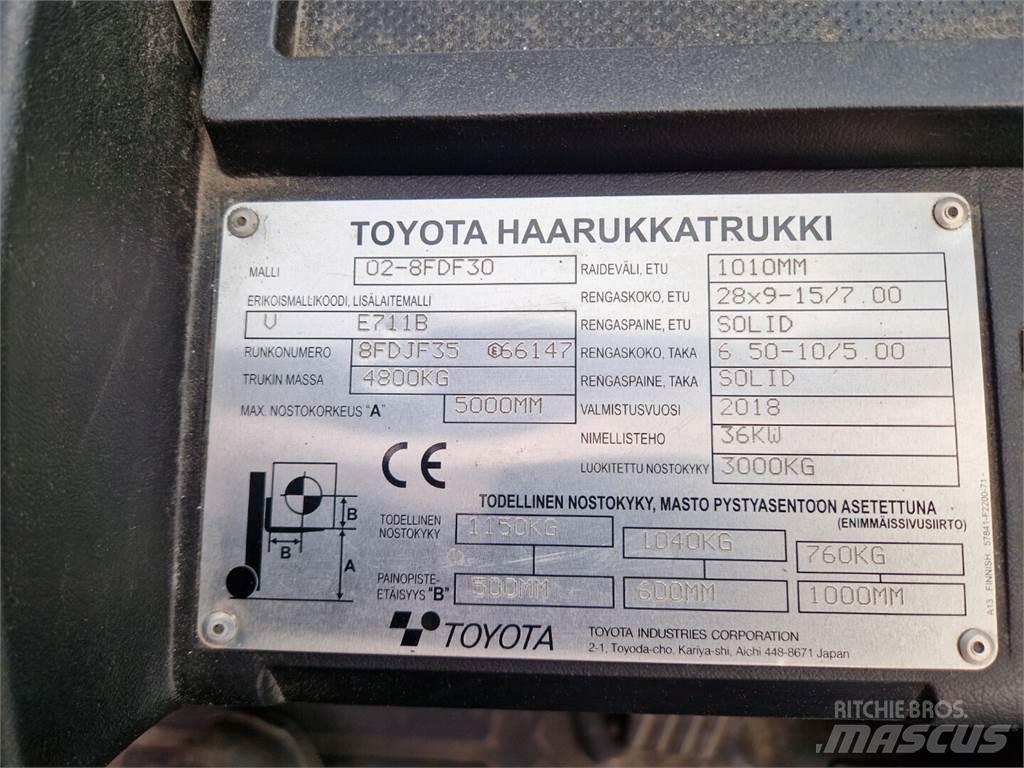 TOYOTA HAARUKKATRUKKI
MALLI 02-8FDF30
ERIKOISMALLIKOODI, LISÄLAITEMALLI
V E711B
RUNKONUMERO 8FDJF35 E66147
TRUKIN MASSA 4800KG
MAX. NOSTOKORKEUS "A" 5000MM
RAIDEVÄLI, ETU 1010MM
RENGASKOKO, ETU 28x9-15/7.00
RENGASPAINE, ETU SOLID
RENGASKOKO, TAKA 6.50-10/5.00
RENGASPAINE, TAKA SOLID
VALMISTUSVUOSI 2018
NIMELLISTEHO 36KW
LUOKITETTU NOSTOKYKY 3000KG
CE
B
B
A
TODELLINEN NOSTOKYKY, MASTO PYSTYASENTOON ASETETTUNA
(ENIMMÄISSIVUSIIRTO)
TODELLINEN NOSTOKYKY 1150KG 1040KG 760KG
PAINOPISTE-
ETÄISYYS "B" 500MM 600MM 1000MM
TOYOTA
TOYOTA INDUSTRIES CORPORATION
2-1, Toyoda-cho, Kariya-shi, Aichi 448-8671 Japan
A13 FINNISH 57841-F2200-71
RITCHIE BROS.
MASCUS